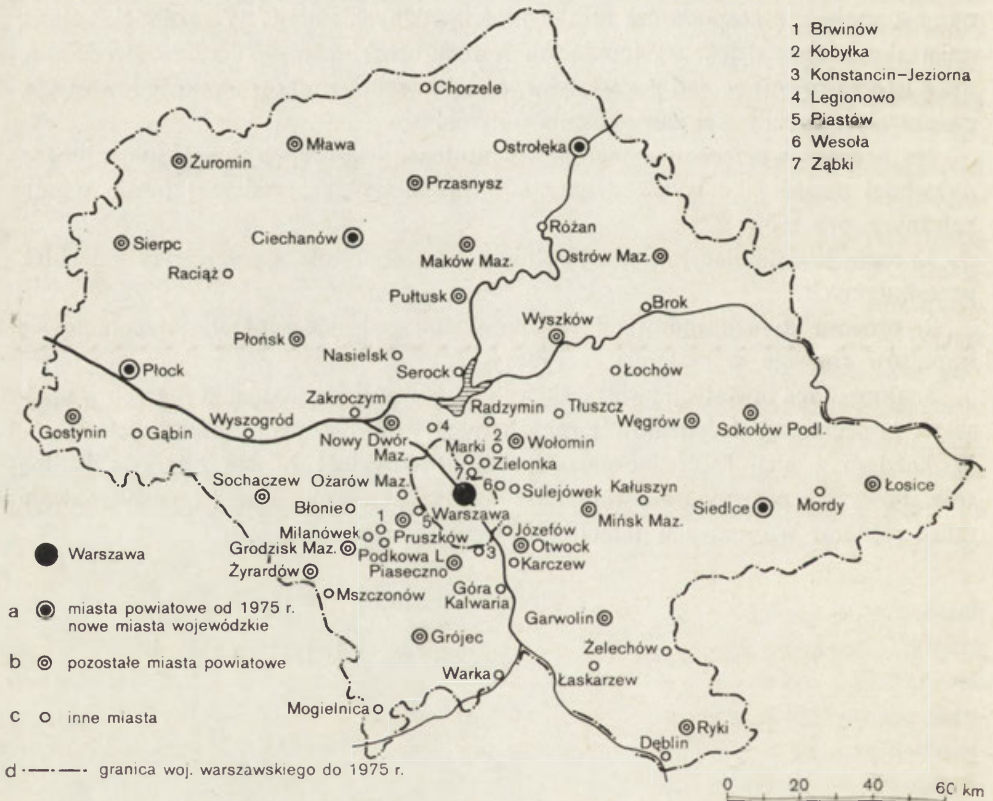 1 Brwinów
2 Kobyłka
3 Konstancin-Jeziorna
4 Legionowo
5 Piastów
6 Wesoła
7 Ząbki
Chorzele
Mława
Żuromin
Ostrołęka
Przasnysz
Różan
Ciechanów
Sierpc
Maków Maz.
Ostrów Maz.
Raciąż
Pułtusk
Brok
Wyszków
Płońsk
Nasielsk
Serock
Łochów
Płock
Zakroczym
Radzymin
Tłuszcz
Węgrów
Sokołów Podl.
Gostynin
Gąbin
Wyszogród
Nowy Dwór
Maz.
4
2
Wołomin
Marki
7
Zielonka
Sochaczew
Ożarów Maz.
6
Sulejówek
Kałuszyn
Łosice
Mordy
Siedlce
Mińsk Maz.
Błonie
Warszawa
1
5
Milanówek
Pruszków
Józefów
Grodzisk Maz.
Podkowa L.
3
Otwock
Piaseczno
Karczew
Żyrardów
Mszczonów
Góra
Kalwaria
Garwolin
Grójec
Żelechów
Warka
Łaskarzew
Mogielnica
Ryki
Dęblin
Warszawa
a miasta powiatowe od 1975 r.
nowe miasta wojewódzkie
b pozostałe miasta powiatowe
c inne miasta
d granica woj. warszawskiego do 1975 r.
0 20 40 60 km